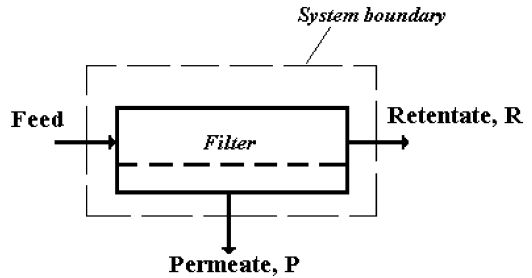 System boundary
Feed
Filter
Retentate, R
Permeate, P